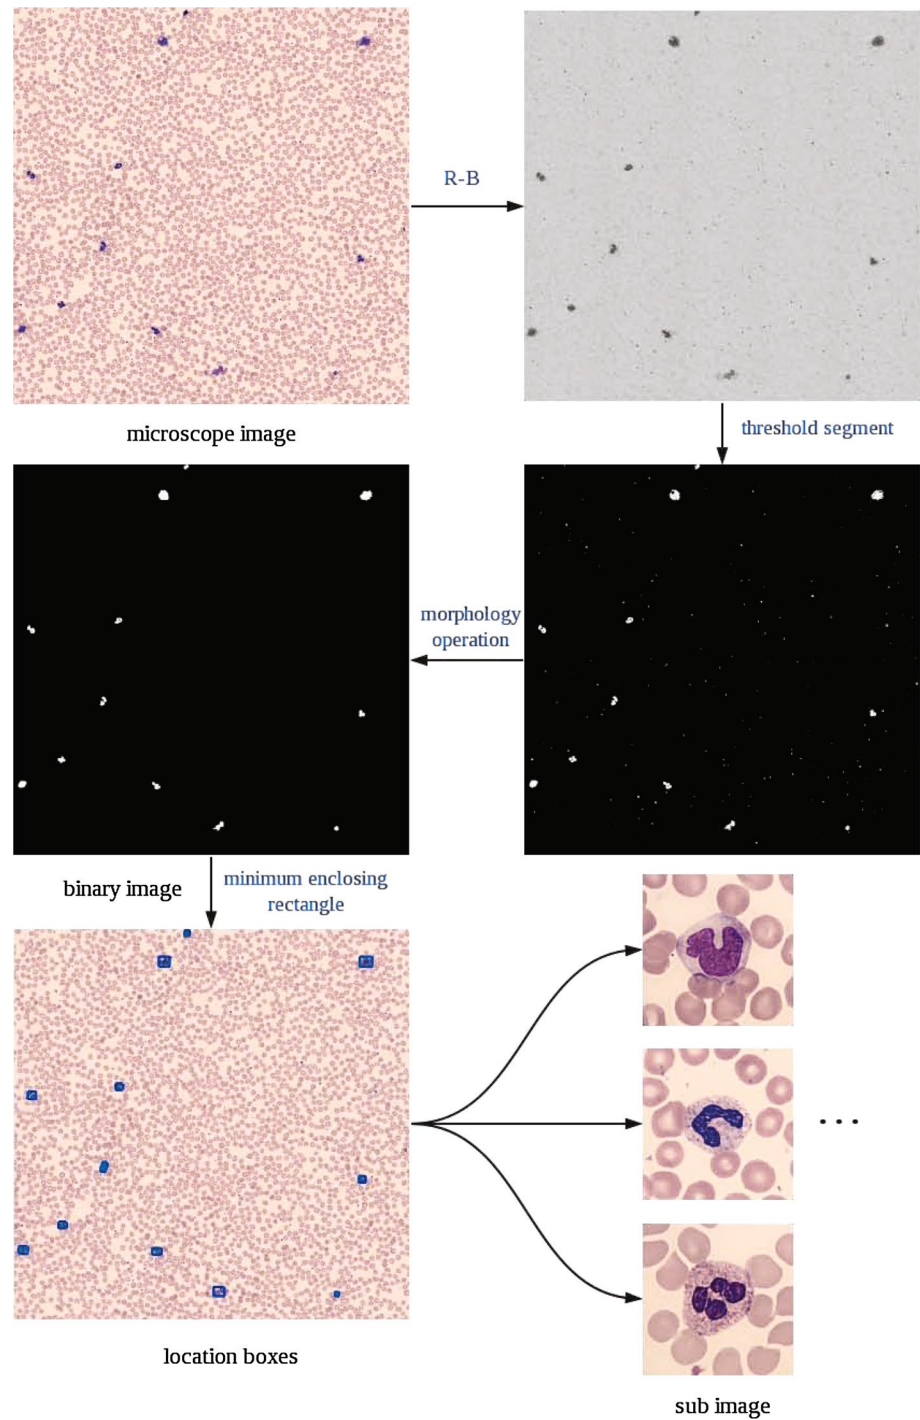 R-B
microscope image
threshold segment
morphology
operation
binary image
minimum enclosing
rectangle
...
location boxes
sub image